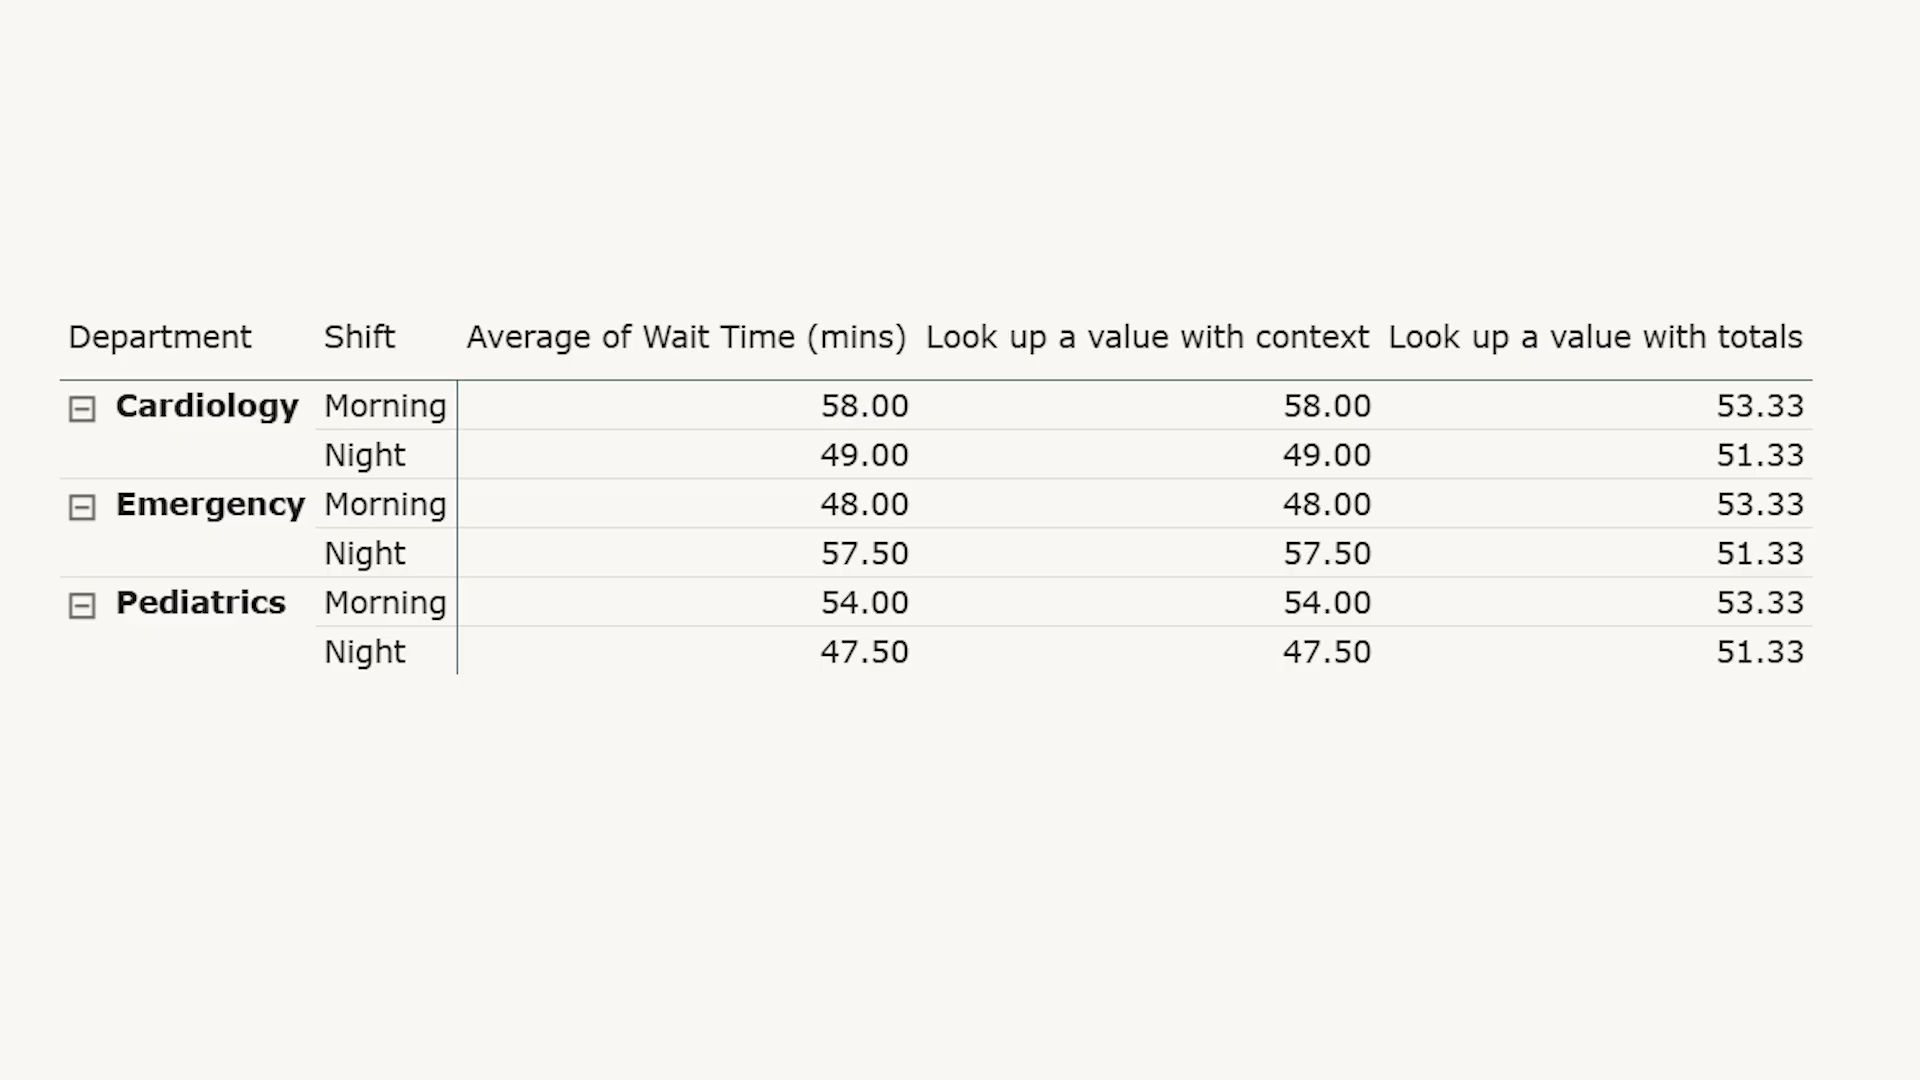 Department Shift Average of Wait Time (mins) Look up a value with context Look up a value with totals
Cardiology Morning 58.00 58.00 53.33
Night 49.00 49.00 51.33
Emergency Morning 48.00 48.00 53.33
Night 57.50 57.50 51.33
Pediatrics Morning 54.00 54.00 53.33
Night 47.50 47.50 51.33